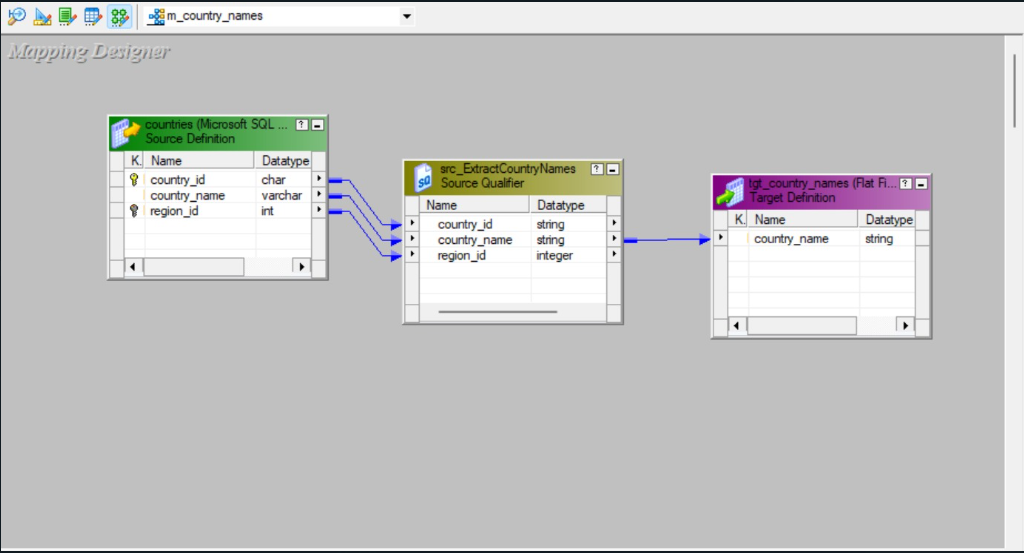 m_country_names
Mapping Designer
countries (Microsoft SQL ... ?
Source Definition
K. Name Datatype
country_id char
country_name varchar
region_id int
src_ExtractCountryNames ?
Source Qualifier
SQ
Name Datatype
country_id string
country_name string
region_id integer
tgt_country_names (Flat Fi... ?
Target Definition
K. Name Datatype
country_name string